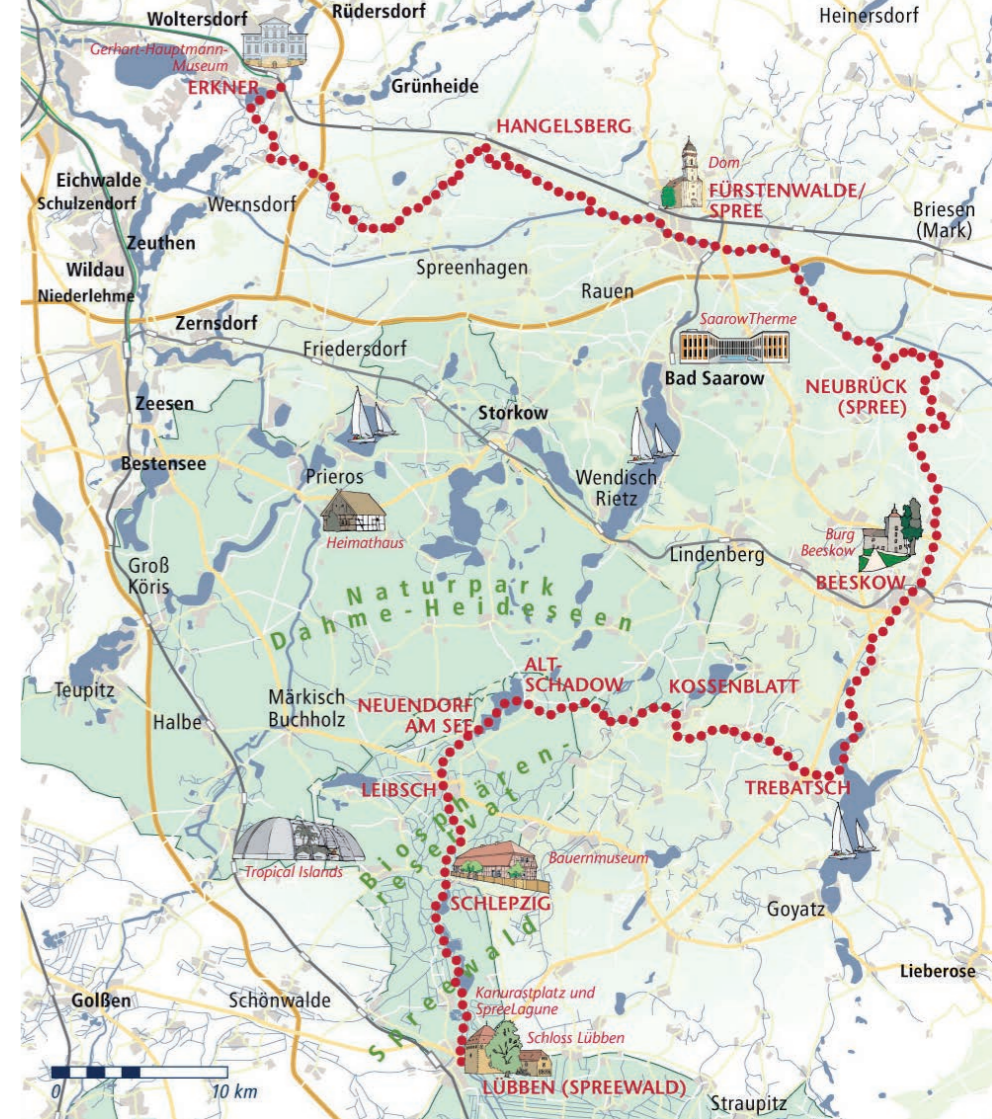 Woltersdorf
Rüdersdorf
Heinersdorf
Gerhart-Hauptmann-
Museum
ERKNER
Grünheide
HANGELSBERG
Dom
FÜRSTENWALDE/
SPREE
Eichwalde
Schulzendorf
Wernsdorf
Briesen
(Mark)
Zeuthen
Wildau
Spreenhagen
Niederlehme
Rauen
Zernsdorf
SaarowTherme
Friedersdorf
Bad Saarow
NEUBRÜCK
(SPREE)
Zeesen
Storkow
Bestensee
Prieros
Wendisch
Rietz
Heimathaus
Burg
Beeskow
Lindenberg
BEESKOW
Groß
Köris
Naturpark
Dahme-Heideseen
ALT-
SCHADOW
KOSSENBLATT
Teupitz
Märkisch
Buchholz
NEUENDORF
AM SEE
Halbe
LEIBSCH
TREBATSCH
Biosphären-
reservat
Spreewald
Tropical Islands
Bauernmuseum
SCHLEPZIG
Goyatz
Lieberose
Golßen
Schönwalde
Kanurastplatz und
SpreeLagune
Schloss Lübben
0 10 km
LÜBBEN (SPREEWALD)
Straupitz